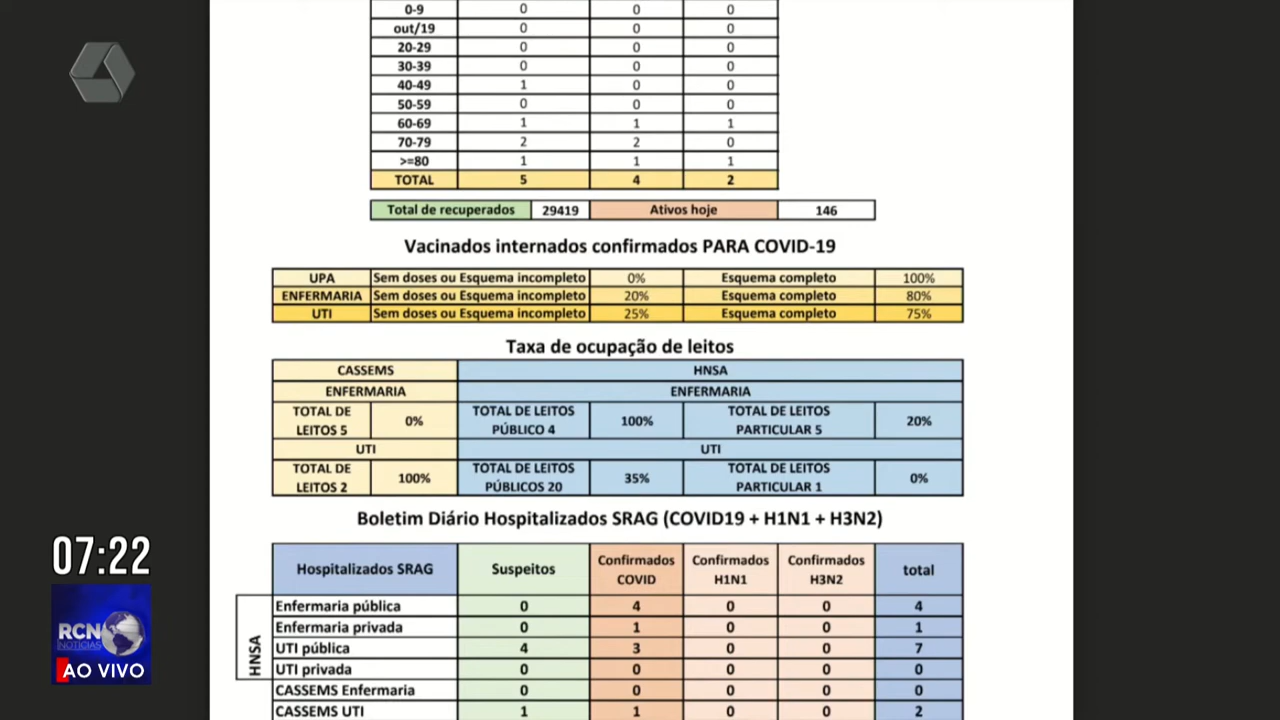 0-9 0 0 0
out/19 0 0 0
20-29 0 0 0
30-39 0 0 0
40-49 1 0 0
50-59 0 0 0
60-69 1 1 1
70-79 2 2 0
>=80 1 1 1
TOTAL 5 4 2
Total de recuperados 29419 Ativos hoje 146
Vacinados internados confirmados PARA COVID-19
UPA Sem doses ou Esquema incompleto 0% Esquema completo 100%
ENFERMARIA Sem doses ou Esquema incompleto 20% Esquema completo 80%
UTI Sem doses ou Esquema incompleto 25% Esquema completo 75%
Taxa de ocupação de leitos
CASSEMS HNSA
ENFERMARIA ENFERMARIA
TOTAL DE LEITOS 5 0% TOTAL DE LEITOS PÚBLICO 4 100% TOTAL DE LEITOS PARTICULAR 5 20%
UTI UTI
TOTAL DE LEITOS 2 100% TOTAL DE LEITOS PÚBLICOS 20 35% TOTAL DE LEITOS PARTICULAR 1 0%
Boletim Diário Hospitalizados SRAG (COVID19 + H1N1 + H3N2)
Hospitalizados SRAG Suspeitos Confirmados COVID Confirmados H1N1 Confirmados H3N2 total
HNSA
Enfermaria pública 0 4 0 0 4
Enfermaria privada 0 1 0 0 1
UTI pública 4 3 0 0 7
UTI privada 0 0 0 0 0
CASSEMS Enfermaria 0 0 0 0 0
CASSEMS UTI 1 1 0 0 2
07:22
RCN
NOTÍCIAS
AO VIVO